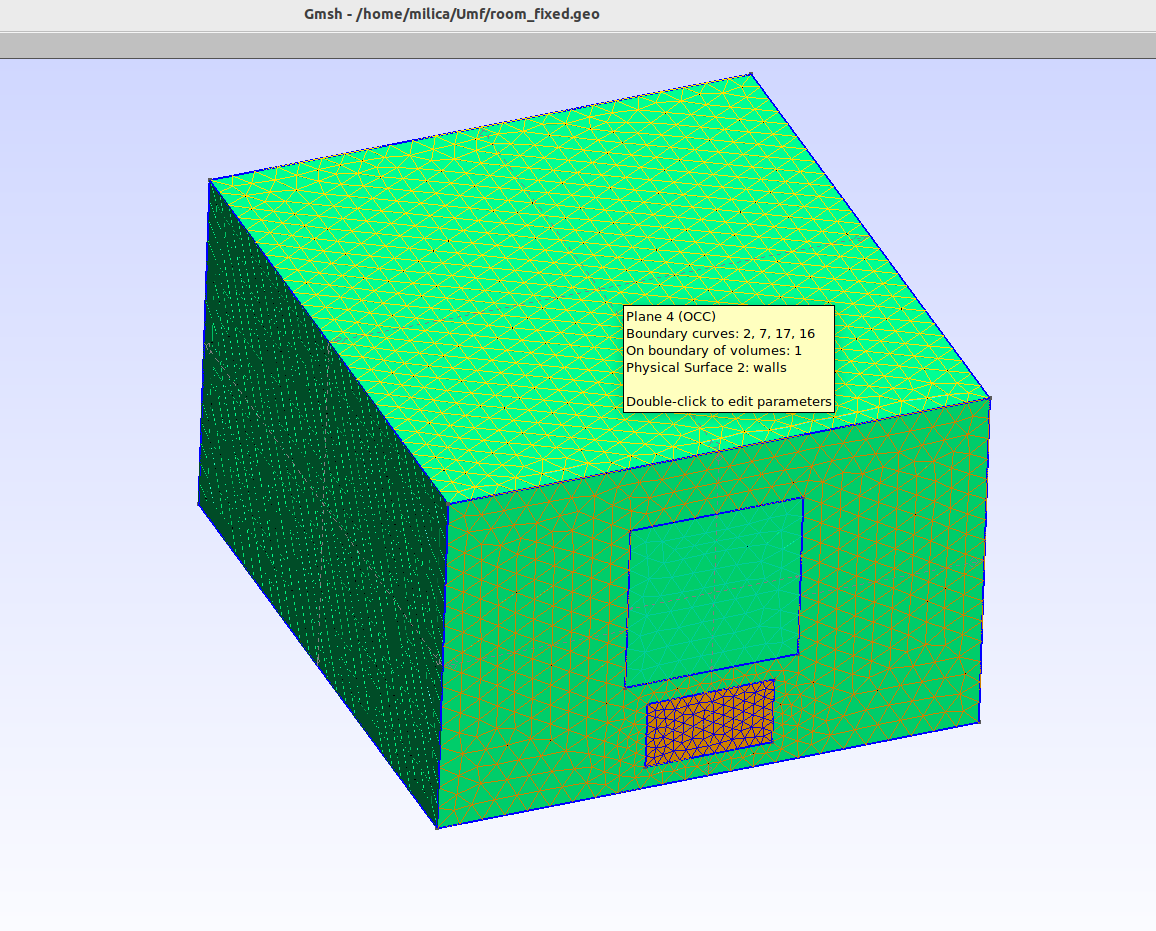 Gmsh - /home/milica/Umf/room_fixed.geo
Plane 4 (OCC)
Boundary curves: 2, 7, 17, 16
On boundary of volumes: 1
Physical Surface 2: walls
Double-click to edit parameters